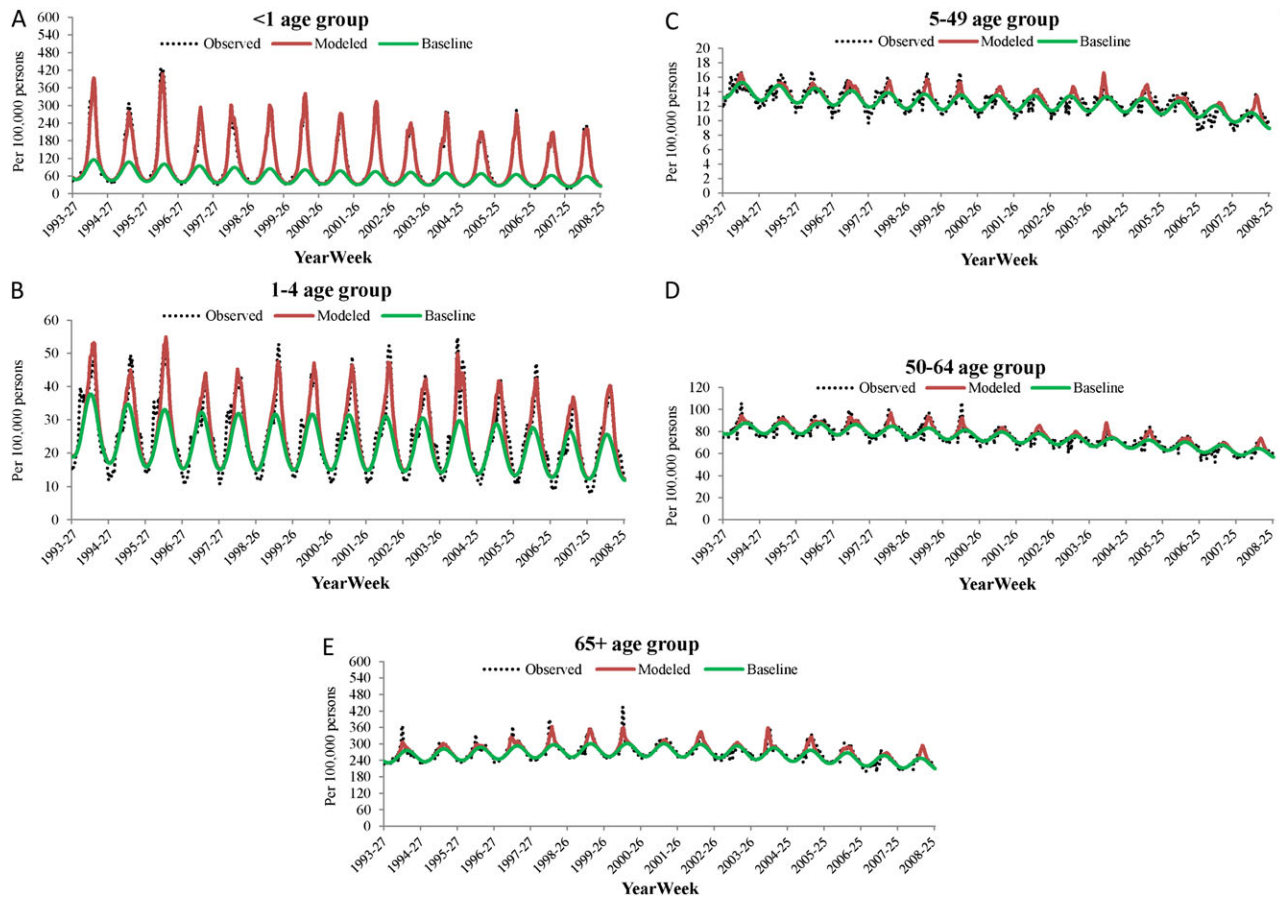 A
<1 age group
Observed Modeled Baseline
Per 100,000 persons
600
540
480
420
360
300
240
180
120
60
0
1993-27 1994-27 1995-27 1996-27 1997-27 1998-26 1999-26 2000-26 2001-26 2002-26 2003-26 2004-25 2005-25 2006-25 2007-25 2008-25
YearWeek
B
1-4 age group
Observed Modeled Baseline
Per 100,000 persons
60
50
40
30
20
10
0
1993-27 1994-27 1995-27 1996-27 1997-27 1998-26 1999-26 2000-26 2001-26 2002-26 2003-26 2004-25 2005-25 2006-25 2007-25 2008-25
YearWeek
C
5-49 age group
Observed Modeled Baseline
Per 100,000 persons
20
18
16
14
12
10
8
6
4
2
0
1993-27 1994-27 1995-27 1996-27 1997-27 1998-26 1999-26 2000-26 2001-26 2002-26 2003-26 2004-25 2005-25 2006-25 2007-25 2008-25
YearWeek
D
50-64 age group
Observed Modeled Baseline
Per 100,000 persons
120
100
80
60
40
20
0
1993-27 1994-27 1995-27 1996-27 1997-27 1998-26 1999-26 2000-26 2001-26 2002-26 2003-26 2004-25 2005-25 2006-25 2007-25 2008-25
YearWeek
E
65+ age group
Observed Modeled Baseline
Per 100,000 persons
600
540
480
420
360
300
240
180
120
60
0
1993-27 1994-27 1995-27 1996-27 1997-27 1998-26 1999-26 2000-26 2001-26 2002-26 2003-26 2004-25 2005-25 2006-25 2007-25 2008-25
YearWeek